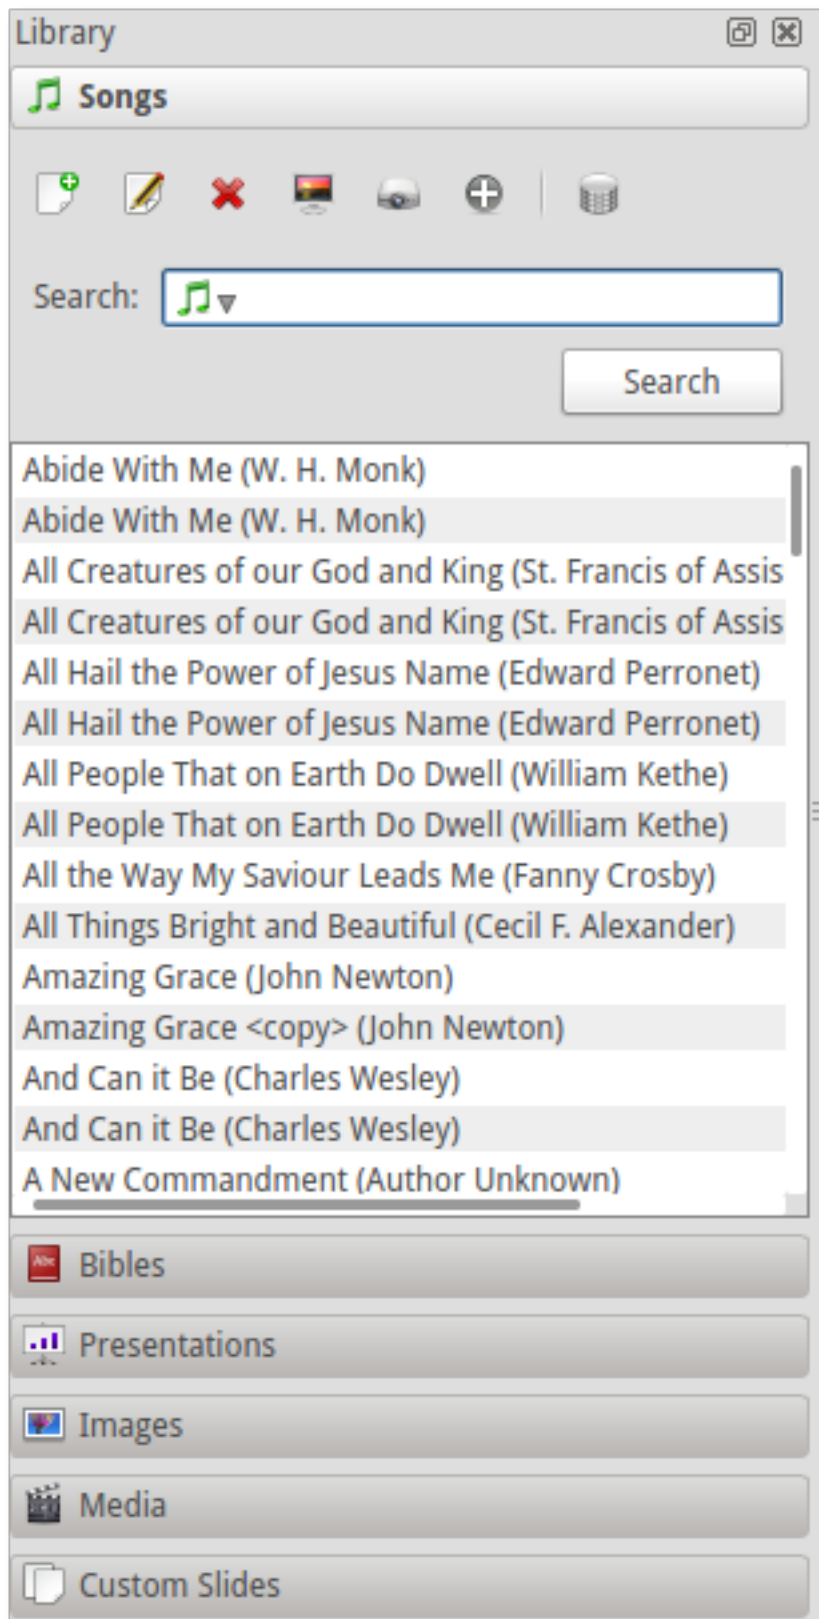 Library
Songs
Search:
Search
Abide With Me (W. H. Monk)
Abide With Me (W. H. Monk)
All Creatures of our God and King (St. Francis of Assis
All Creatures of our God and King (St. Francis of Assis
All Hail the Power of Jesus Name (Edward Perronet)
All Hail the Power of Jesus Name (Edward Perronet)
All People That on Earth Do Dwell (William Kethe)
All People That on Earth Do Dwell (William Kethe)
All the Way My Saviour Leads Me (Fanny Crosby)
All Things Bright and Beautiful (Cecil F. Alexander)
Amazing Grace (John Newton)
Amazing Grace <copy> (John Newton)
And Can it Be (Charles Wesley)
And Can it Be (Charles Wesley)
A New Commandment (Author Unknown)
Abc Bibles
Presentations
Images
Media
Custom Slides